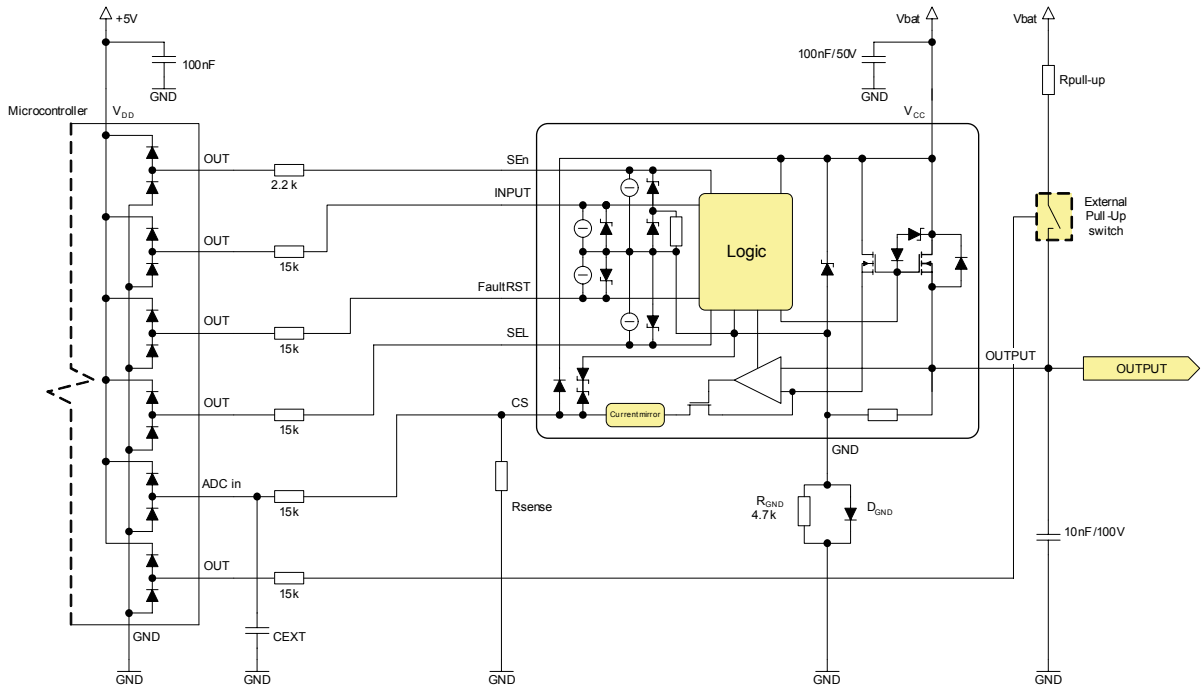 +5V
Vbat
Vbat
100nF
100nF/50V
GND
GND
Rpull-up
Microcontroller
VDD
VCC
OUT
SEn
2.2 k
INPUT
OUT
15k
Logic
External
Pull-Up
switch
FaultRST
OUT
15k
SEL
OUTPUT
OUTPUT
OUT
15k
CS
Current mirror
GND
ADC in
15k
Rsense
RGND
4.7 k
DGND
10nF/100V
OUT
15k
GND
CEXT
GND
GND
GND
GND
GND